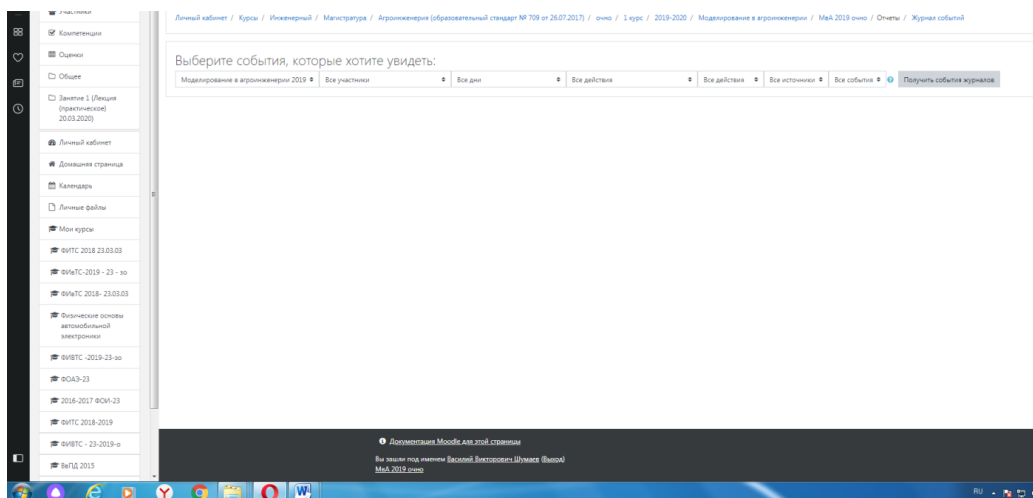 Участники
Компетенции
Оценки
Общее
Занятие 1 (Лекция
(практическое)
20.03.2020)
Личный кабинет
Домашняя страница
Календарь
Личные файлы
Мои курсы
ФИТС 2018 23.03.03
ФИеТС-2019 - 23 - зо
ФИеТС 2018- 23.03.03
Физические основы
автомобильной
электроники
ФИВТС -2019-23-зо
ФОАЭ-23
2016-2017 ФОИ-23
ФИТС 2018-2019
ФИВТС - 23-2019-о
ВвПД 2015
Личный кабинет / Курсы / Инженерный / Магистратура / Агроинженерия (образовательный стандарт № 709 от 26.07.2017) / очно / 1 курс / 2019-2020 / Моделирование в агроинженерии / МвА 2019 очно / Отчеты / Журнал событий
Выберите события, которые хотите увидеть:
Моделирование в агроинженерии 2019 Все участники Все дни Все действия Все действия Все источники Все события Получить события журналов
Документация Moodle для этой страницы
Вы зашли под именем Василий Викторович Шумаев (Выход)
МвА 2019 очно
RU